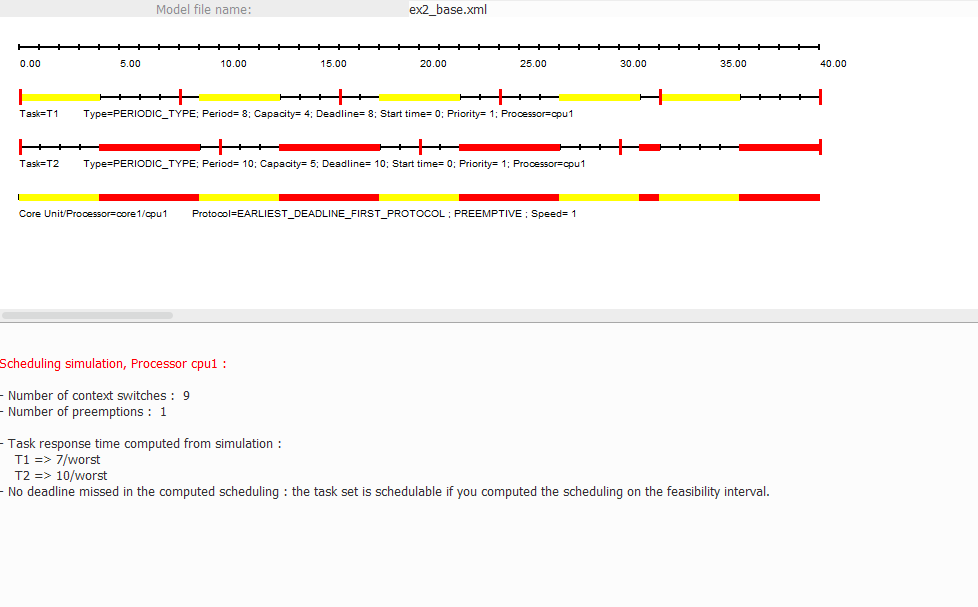 Model file name: ex2_base.xml
0.00 5.00 10.00 15.00 20.00 25.00 30.00 35.00 40.00
Task=T1 Type=PERIODIC_TYPE; Period= 8; Capacity= 4; Deadline= 8; Start time= 0; Priority= 1; Processor=cpu1
Task=T2 Type=PERIODIC_TYPE; Period= 10; Capacity= 5; Deadline= 10; Start time= 0; Priority= 1; Processor=cpu1
Core Unit/Processor=core1/cpu1 Protocol=EARLIEST_DEADLINE_FIRST_PROTOCOL ; PREEMPTIVE ; Speed= 1
Scheduling simulation, Processor cpu1 :
- Number of context switches : 9
- Number of preemptions : 1
- Task response time computed from simulation :
T1 => 7/worst
T2 => 10/worst
- No deadline missed in the computed scheduling : the task set is schedulable if you computed the scheduling on the feasibility interval.